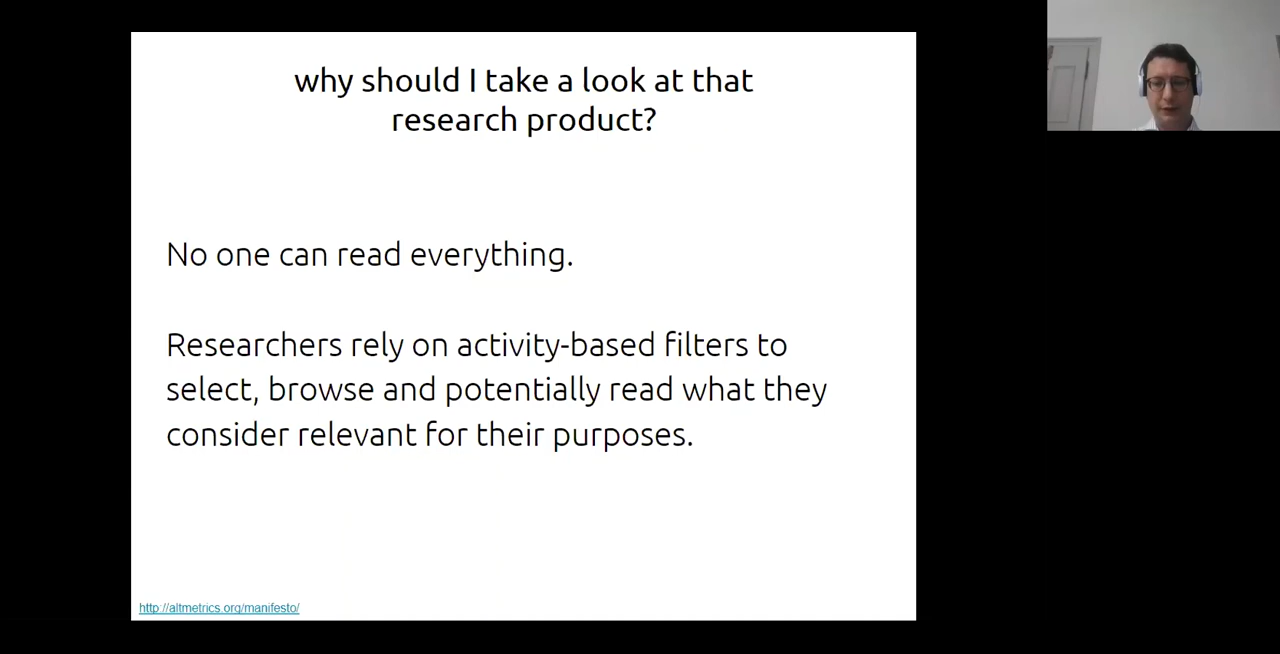 why should I take a look at that
research product?
No one can read everything.
Researchers rely on activity-based filters to
select, browse and potentially read what they
consider relevant for their purposes.
http://altmetrics.org/manifesto/